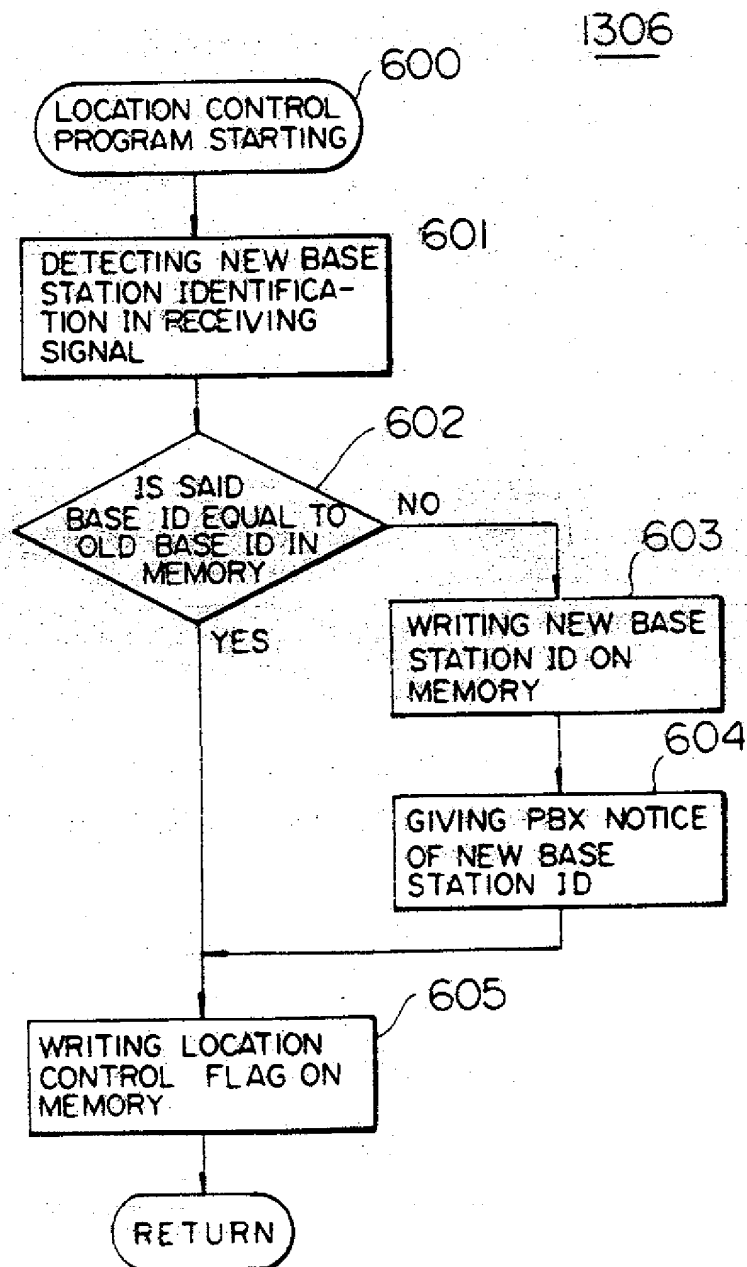 1306
600
LOCATION CONTROL
PROGRAM STARTING
601
DETECTING NEW BASE
STATION IDENTIFICA-
TION IN RECEIVING
SIGNAL
602
IS SAID
BASE ID EQUAL TO
OLD BASE ID IN
MEMORY
NO
YES
603
WRITING NEW BASE
STATION ID ON
MEMORY
604
GIVING PBX NOTICE
OF NEW BASE
STATION ID
605
WRITING LOCATION
CONTROL FLAG ON
MEMORY
RETURN